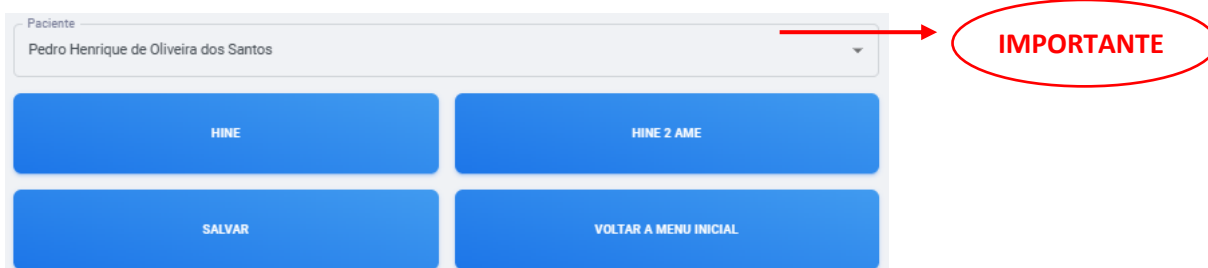 Paciente
Pedro Henrique de Oliveira dos Santos
IMPORTANTE
HINE
HINE 2 AME
SALVAR
VOLTAR A MENU INICIAL